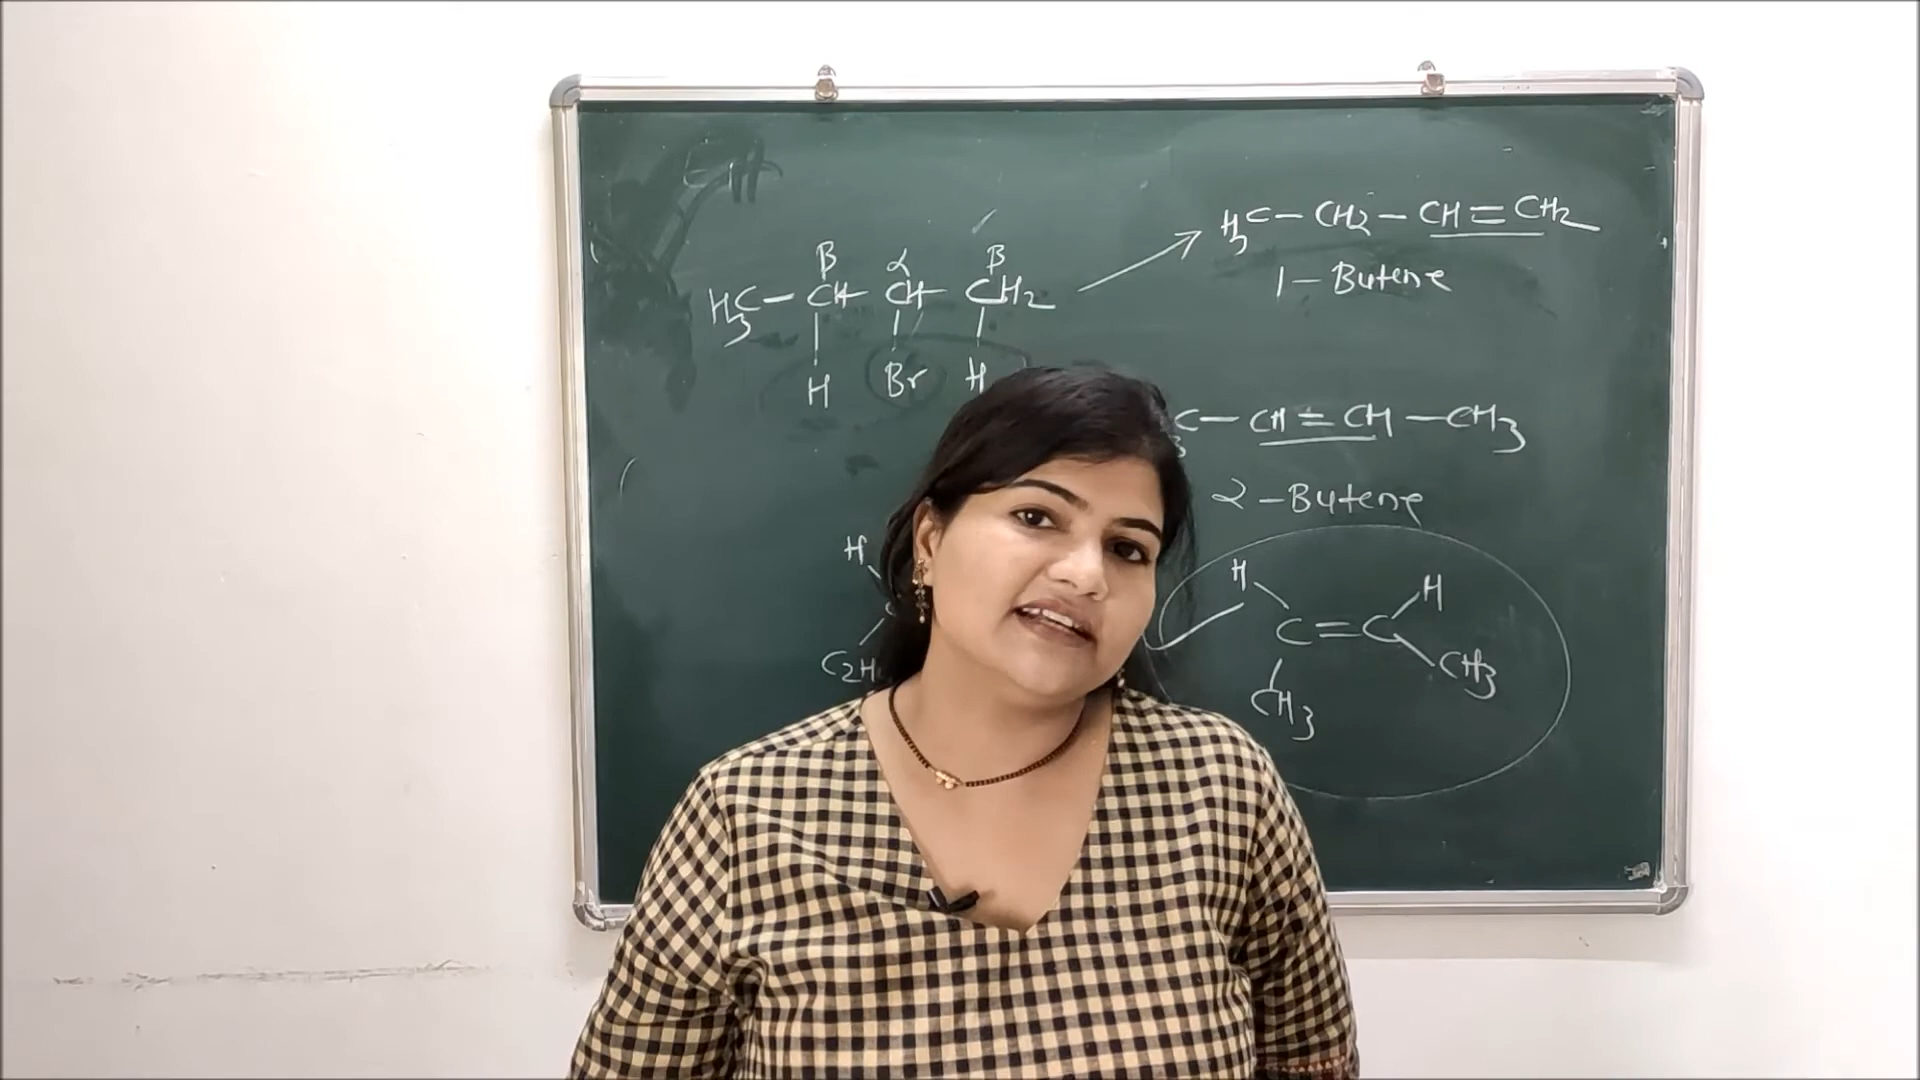 β α β
H3C-CH-CH-CH2
H Br H
H3C-CH2-CH=CH2
1-Butene
C-CH=CH-CH3
2-Butene
H
C2H
H H
C=C
CH3 CH3